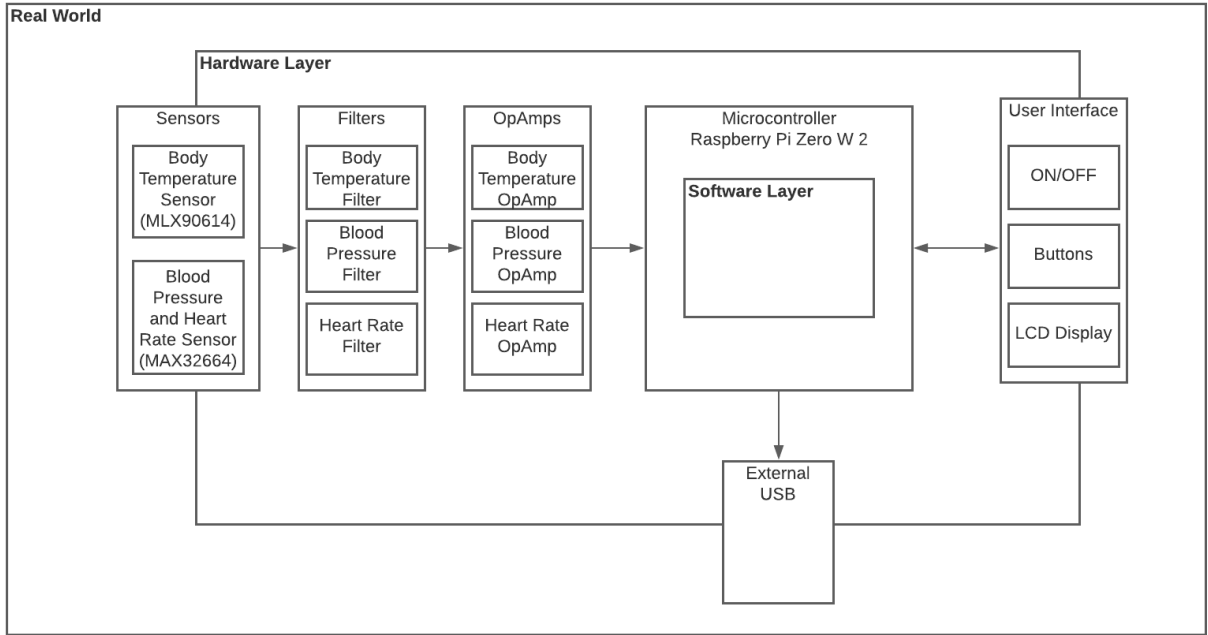 Real World
Hardware Layer
Sensors
Body
Temperature
Sensor
(MLX90614)
Blood
Pressure
and Heart
Rate Sensor
(MAX32664)
Filters
Body
Temperature
Filter
Blood
Pressure
Filter
Heart Rate
Filter
OpAmps
Body
Temperature
OpAmp
Blood
Pressure
OpAmp
Heart Rate
OpAmp
Microcontroller
Raspberry Pi Zero W 2
Software Layer
User Interface
ON/OFF
Buttons
LCD Display
External
USB